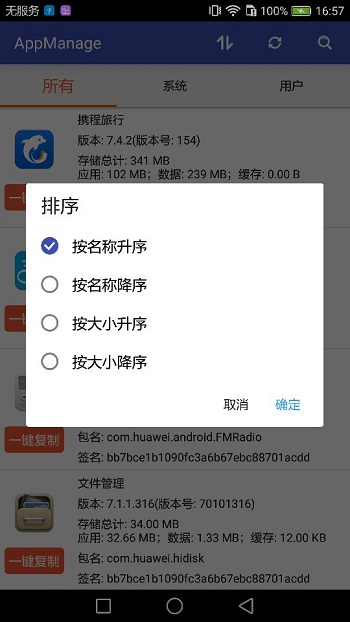 无服务 100% 16:57
AppManage
所有 系统 用户
携程旅行
版本: 7.4.2(版本号: 154)
存储总计: 341 MB
应用: 102 MB; 数据: 239 MB; 缓存: 0.00 B
排序
按名称升序
按名称降序
按大小升序
按大小降序
取消 确定
一键复制
包名: com.huawei.android.FMRadio
签名: bb7bce1b1090fc3a6b67ebc88701acdd
文件管理
版本: 7.1.1.316(版本号: 70101316)
存储总计: 34.00 MB
应用: 32.66 MB; 数据: 1.33 MB; 缓存: 12.00 KB
一键复制
包名: com.huawei.hidisk
签名: bb7bce1b1090fc3a6b67ebc88701acdd